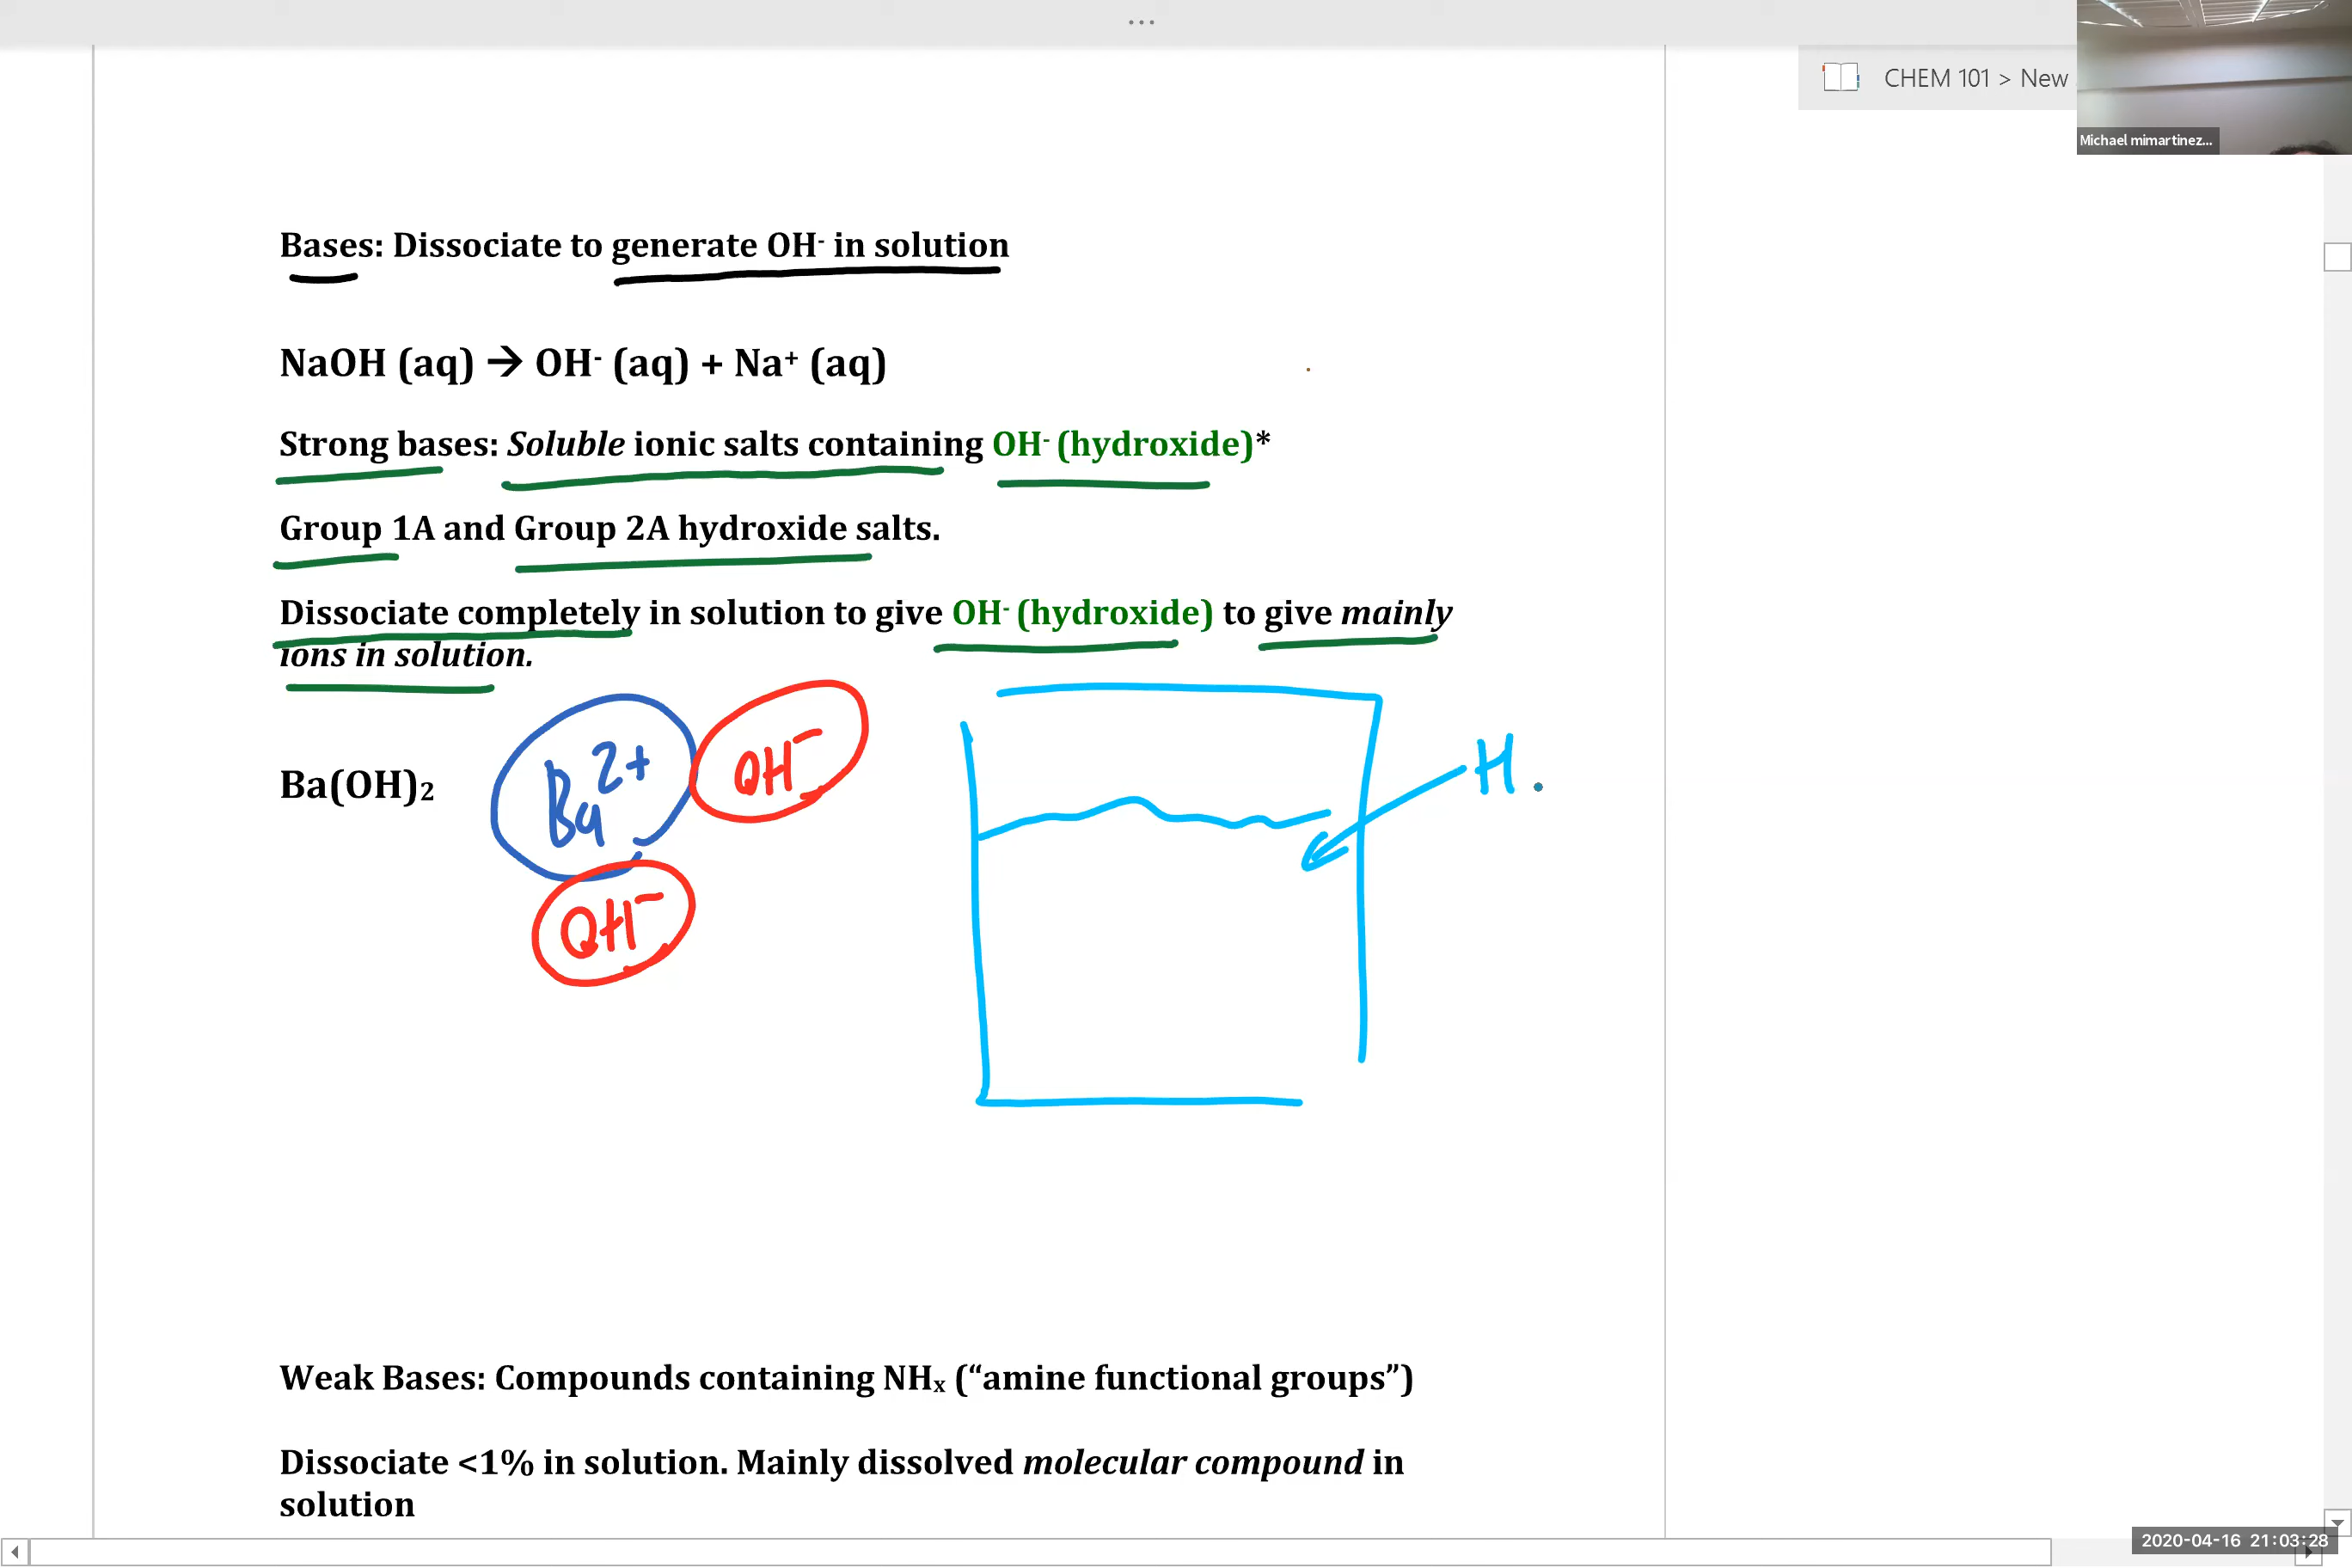 ...
CHEM 101 > New
Michael mimartinez...
Bases: Dissociate to generate OH⁻ in solution
NaOH (aq) → OH⁻ (aq) + Na⁺ (aq)
Strong bases: Soluble ionic salts containing OH⁻ (hydroxide)*
Group 1A and Group 2A hydroxide salts.
Dissociate completely in solution to give OH⁻ (hydroxide) to give mainly
ions in solution.
Ba(OH)₂
Ba²⁺ OH⁻
OH⁻
H
Weak Bases: Compounds containing NHₓ (“amine functional groups”)
Dissociate <1% in solution. Mainly dissolved molecular compound in
solution
2020-04-16 21:03:28